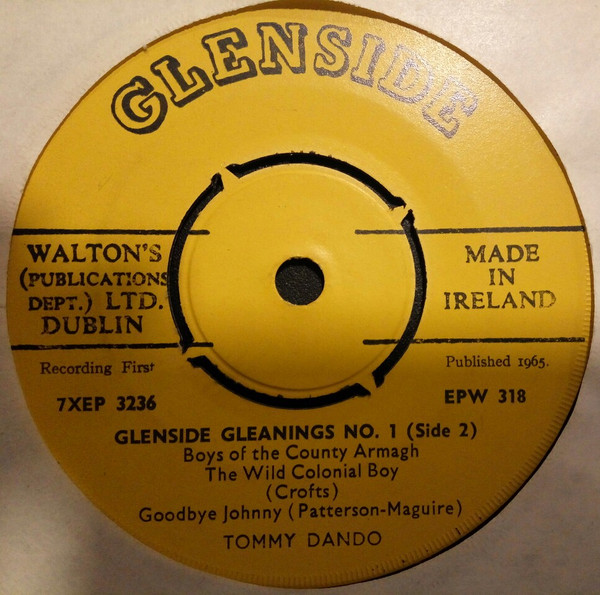 GLENSIDE
WALTON'S
(PUBLICATIONS
DEPT.) LTD.
DUBLIN
MADE
IN
IRELAND
Recording First
Published 1965.
7XEP 3236
EPW 318
GLENSIDE GLEANINGS NO. 1 (Side 2)
Boys of the County Armagh
The Wild Colonial Boy
(Crofts)
Goodbye Johnny (Patterson-Maguire)
TOMMY DANDO